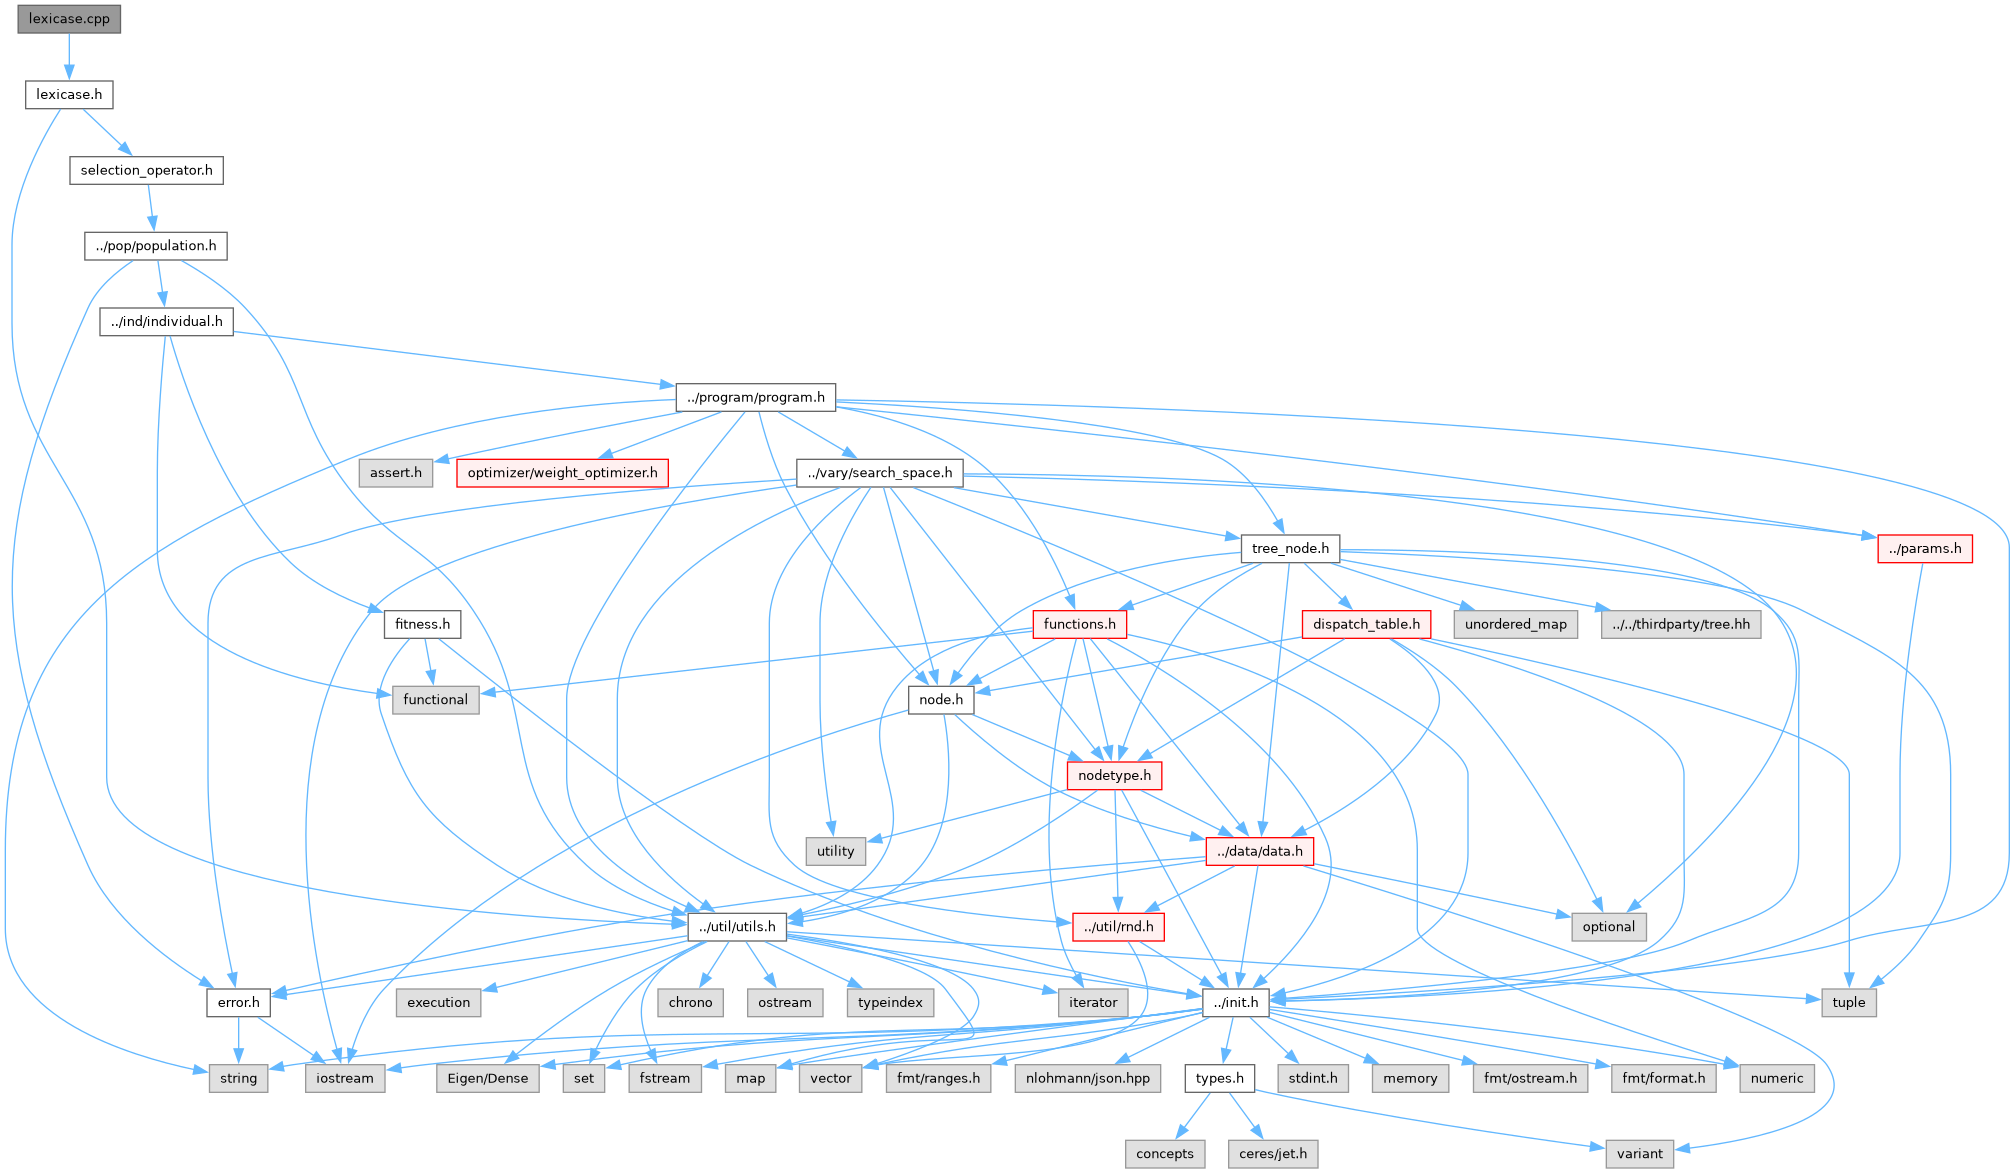 lexicase.cpp
lexicase.h
selection_operator.h
../pop/population.h
../ind/individual.h
../program/program.h
assert.h
optimizer/weight_optimizer.h
../vary/search_space.h
tree_node.h
../params.h
fitness.h
functions.h
dispatch_table.h
unordered_map
../../thirdparty/tree.hh
functional
node.h
nodetype.h
utility
../data/data.h
../util/utils.h
../util/rnd.h
optional
error.h
execution
chrono
ostream
typeindex
iterator
../init.h
tuple
string
iostream
Eigen/Dense
set
fstream
map
vector
fmt/ranges.h
nlohmann/json.hpp
types.h
stdint.h
memory
fmt/ostream.h
fmt/format.h
numeric
concepts
ceres/jet.h
variant